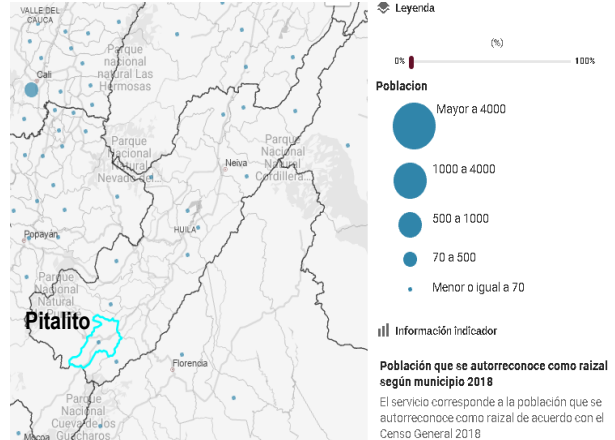 VALLE DEL
CAUCA
Cali
Parque
nacional
natural Las
Hermosas
Parque
Nacional
Natural
Nevado del...
Neiva
Parque
Nacional
Natural
Cordillera...
HUILA
Popayán
Parque
Nacional
Natural
Pitalito
Florencia
Parque
Nacional
Cueva de los
Guácharos
Mocoa
Leyenda
(%)
0%
100%
Poblacion
Mayor a 4000
1000 a 4000
500 a 1000
70 a 500
Menor o igual a 70
Información indicador
Población que se autorreconoce como raizal
según municipio 2018
El servicio corresponde a la población que se
autorreconoce como raizal de acuerdo con el
Censo General 2018